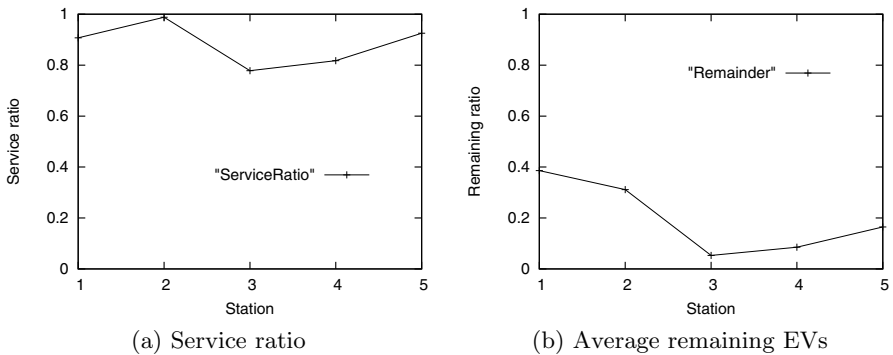 1
0.8
0.6
0.4
0.2
0
Service ratio
"ServiceRatio"
1 2 3 4 5
Station
(a) Service ratio
1
0.8
0.6
0.4
0.2
0
Remaining ratio
"Remainder"
1 2 3 4 5
Station
(b) Average remaining EVs